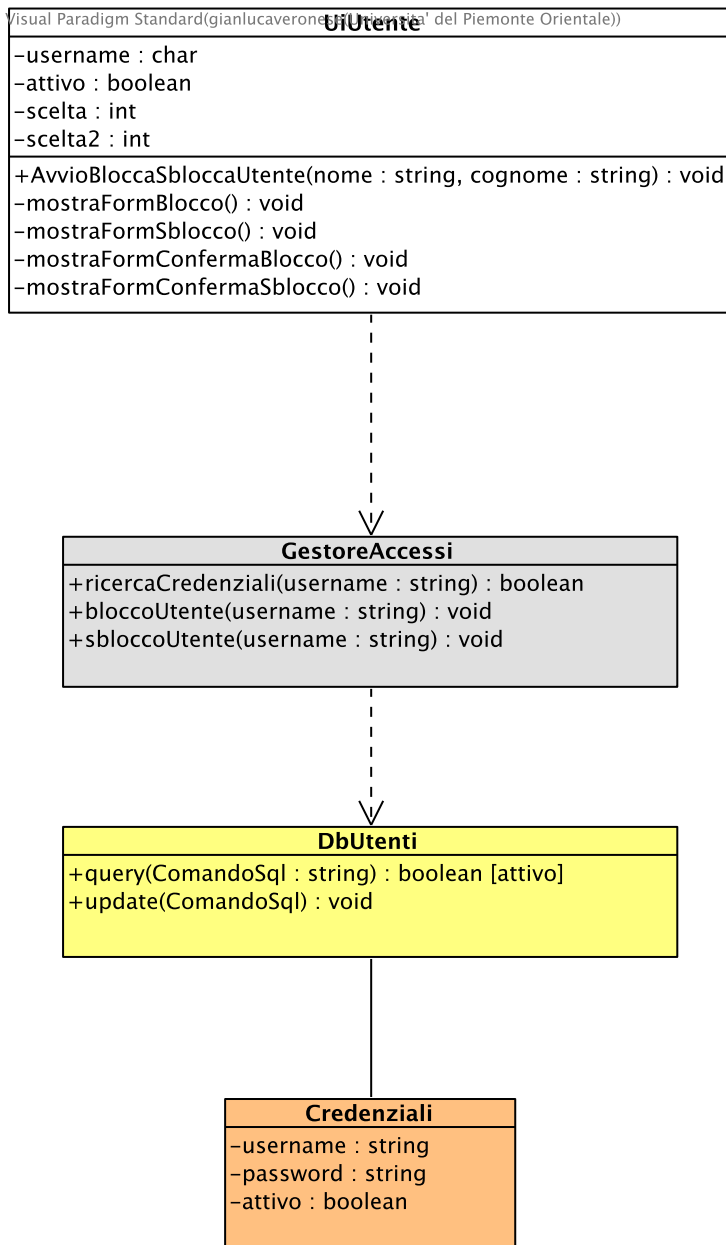 Visual Paradigm Standard(gianlucaveronese(Universita' del Piemonte Orientale))
UIUtente
-username : char
-attivo : boolean
-scelta : int
-scelta2 : int
+AvvioBloccaSbloccaUtente(nome : string, cognome : string) : void
-mostraFormBlocco() : void
-mostraFormSblocco() : void
-mostraFormConfermaBlocco() : void
-mostraFormConfermaSblocco() : void
GestoreAccessi
+ricercaCredenziali(username : string) : boolean
+bloccoUtente(username : string) : void
+sbloccoUtente(username : string) : void
DbUtenti
+query(ComandoSql : string) : boolean [attivo]
+update(ComandoSql) : void
Credenziali
-username : string
-password : string
-attivo : boolean